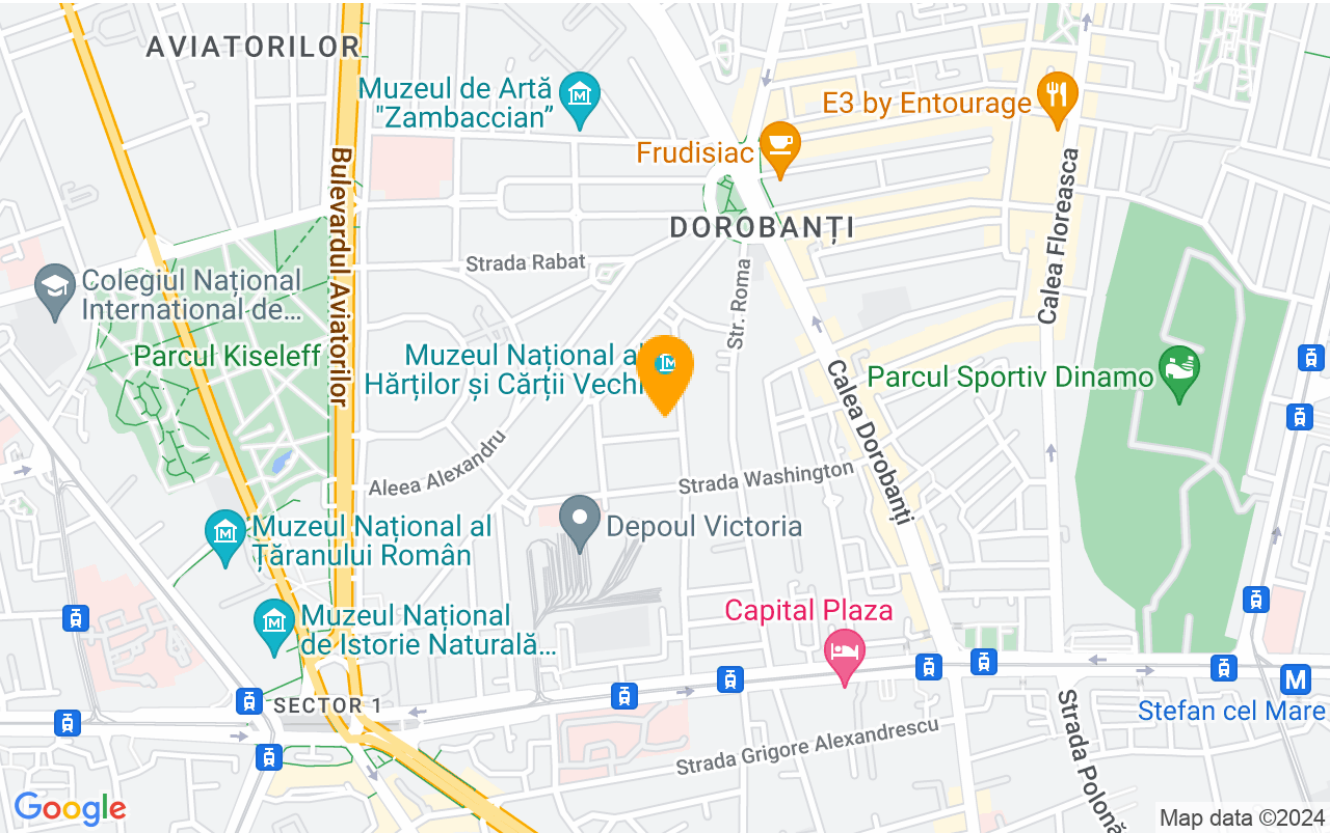 AVIATORILOR
Muzeul de Artă
"Zambaccian”
E3 by Entourage
Frudisiac
Bulevardul Aviatorilor
Calea Floreasca
DOROBANȚI
Strada Rabat
Str. Roma
Colegiul Național
International de...
Parcul Kiseleff
Muzeul Național al
Hărților și Cărții Vechi
Parcul Sportiv Dinamo
Calea Dorobanți
Aleea Alexandru
Strada Washington
Muzeul Național al
Țăranului Român
Depoul Victoria
Muzeul Național
de Istorie Naturală...
Capital Plaza
SECTOR 1
M
Stefan cel Mare
Strada Grigore Alexandrescu
Strada Polonă
Google
Map data ©2024